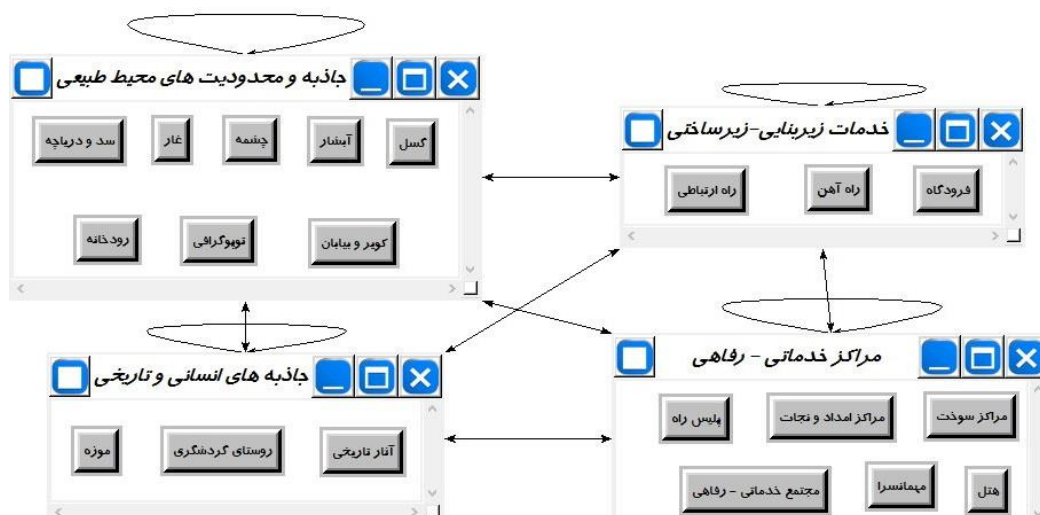 جاذبه و محدودیت های محیط طبیعی
گسل
آبشار
چشمه
غار
سد و دریاچه
کویر و بیابان
توپوگرافی
رودخانه
خدمات زیربنایی-زیرساختی
فرودگاه
راه آهن
راه ارتباطی
جاذبه های انسانی و تاریخی
آثار تاریخی
روستای گردشگری
موزه
مراکز خدماتی - رفاهی
مراکز سوخت
مراکز امداد و نجات
پلیس راه
هتل
میهمانسرا
مجتمع خدماتی - رفاهی